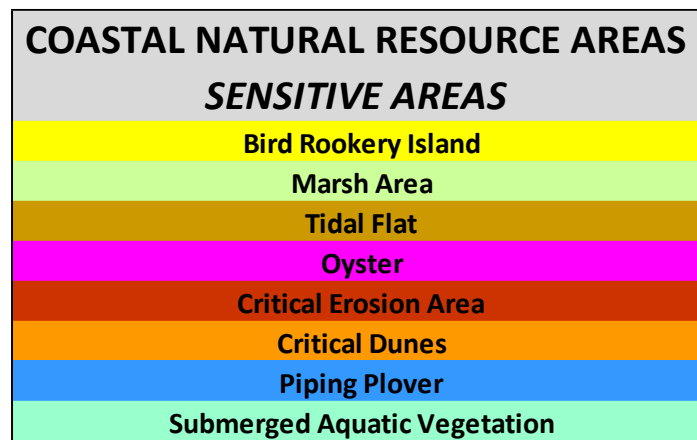 COASTAL NATURAL RESOURCE AREAS
SENSITIVE AREAS
Bird Rookery Island
Marsh Area
Tidal Flat
Oyster
Critical Erosion Area
Critical Dunes
Piping Plover
Submerged Aquatic Vegetation